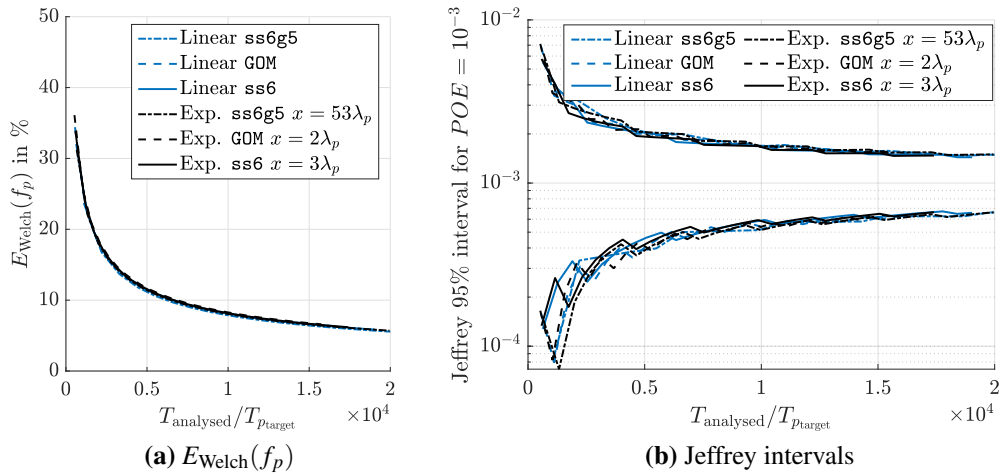 50
40
30
20
10
0
E_Welch(f_p) in %
Linear ss6g5
Linear GOM
Linear ss6
Exp. ss6g5 x = 53λ_p
Exp. GOM x = 2λ_p
Exp. ss6 x = 3λ_p
0 0.5 1 1.5 2
×10^4
T_analysed/T_p_target
(a) E_Welch(f_p)
10^−2
10^−3
10^−4
Jeffrey 95% interval for POE = 10^−3
Linear ss6g5
Linear GOM
Linear ss6
Exp. ss6g5 x = 53λ_p
Exp. GOM x = 2λ_p
Exp. ss6 x = 3λ_p
0.5 1 1.5 2
×10^4
T_analysed/T_p_target
(b) Jeffrey intervals